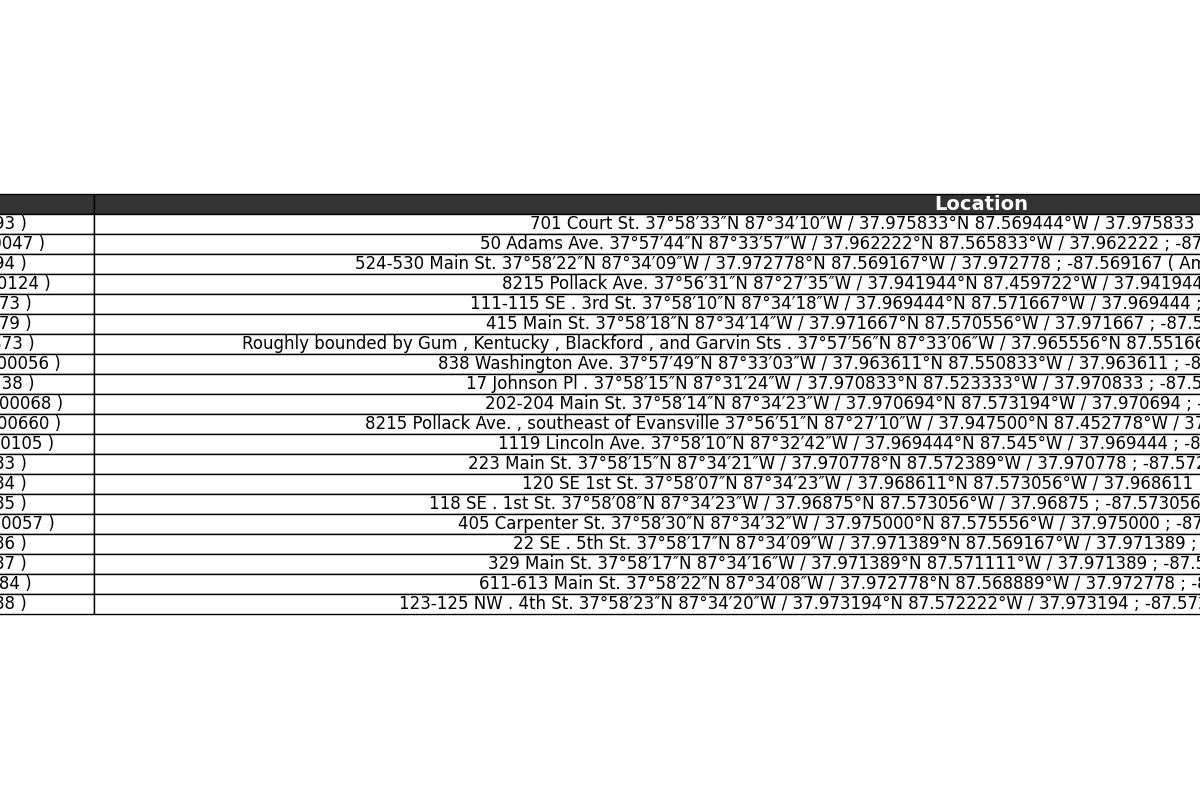 Location
93 ) 701 Court St. 37°58′33″N 87°34′10″W / 37.975833°N 87.569444°W / 37.975833
0047 ) 50 Adams Ave. 37°57′44″N 87°33′57″W / 37.962222°N 87.565833°W / 37.962222 ; -87
94 ) 524-530 Main St. 37°58′22″N 87°34′09″W / 37.972778°N 87.569167°W / 37.972778 ; -87.569167 ( Am
0124 ) 8215 Pollack Ave. 37°56′31″N 87°27′35″W / 37.941944°N 87.459722°W / 37.941944
73 ) 111-115 SE . 3rd St. 37°58′10″N 87°34′18″W / 37.969444°N 87.571667°W / 37.969444 ;
79 ) 415 Main St. 37°58′18″N 87°34′14″W / 37.971667°N 87.570556°W / 37.971667 ; -87.5
73 ) Roughly bounded by Gum , Kentucky , Blackford , and Garvin Sts . 37°57′56″N 87°33′06″W / 37.965556°N 87.55166
00056 ) 838 Washington Ave. 37°57′49″N 87°33′03″W / 37.963611°N 87.550833°W / 37.963611 ; -8
38 ) 17 Johnson Pl . 37°58′15″N 87°31′24″W / 37.970833°N 87.523333°W / 37.970833 ; -87.5
00068 ) 202-204 Main St. 37°58′14″N 87°34′23″W / 37.970694°N 87.573194°W / 37.970694 ; -
00660 ) 8215 Pollack Ave. , southeast of Evansville 37°56′51″N 87°27′10″W / 37.947500°N 87.452778°W / 37
0105 ) 1119 Lincoln Ave. 37°58′10″N 87°32′42″W / 37.969444°N 87.545°W / 37.969444 ; -8
83 ) 223 Main St. 37°58′15″N 87°34′21″W / 37.970778°N 87.572389°W / 37.970778 ; -87.572
84 ) 120 SE 1st St. 37°58′07″N 87°34′23″W / 37.968611°N 87.573056°W / 37.968611
85 ) 118 SE . 1st St. 37°58′08″N 87°34′23″W / 37.96875°N 87.573056°W / 37.96875 ; -87.573056
0057 ) 405 Carpenter St. 37°58′30″N 87°34′32″W / 37.975000°N 87.575556°W / 37.975000 ; -87
86 ) 22 SE . 5th St. 37°58′17″N 87°34′09″W / 37.971389°N 87.569167°W / 37.971389 ;
87 ) 329 Main St. 37°58′17″N 87°34′16″W / 37.971389°N 87.571111°W / 37.971389 ; -87.5
84 ) 611-613 Main St. 37°58′22″N 87°34′08″W / 37.972778°N 87.568889°W / 37.972778 ; -8
88 ) 123-125 NW . 4th St. 37°58′23″N 87°34′20″W / 37.973194°N 87.572222°W / 37.973194 ; -87.57